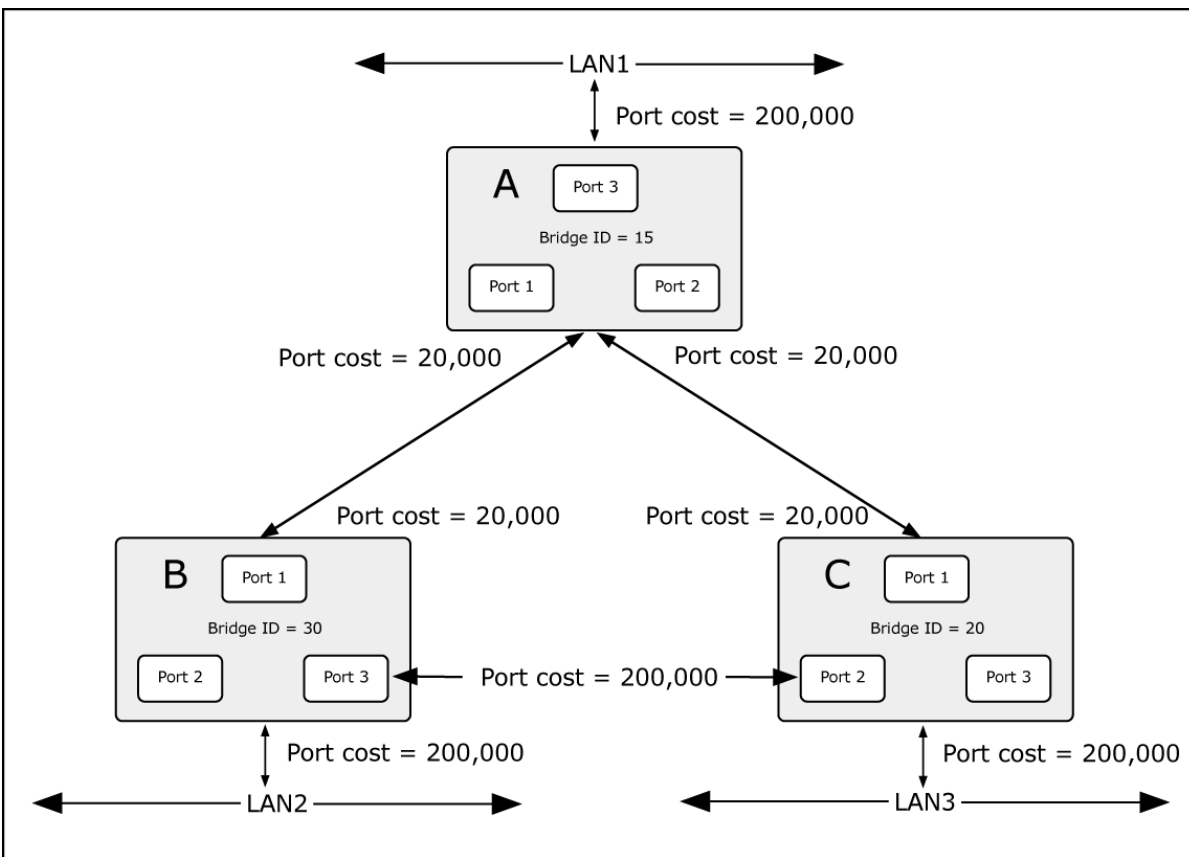 LAN1
Port cost = 200,000
A
Port 3
Bridge ID = 15
Port 1
Port 2
Port cost = 20,000
Port cost = 20,000
Port cost = 20,000
Port cost = 20,000
B
Port 1
Bridge ID = 30
Port 2
Port 3
C
Port 1
Bridge ID = 20
Port 2
Port 3
Port cost = 200,000
Port cost = 200,000
LAN2
Port cost = 200,000
LAN3